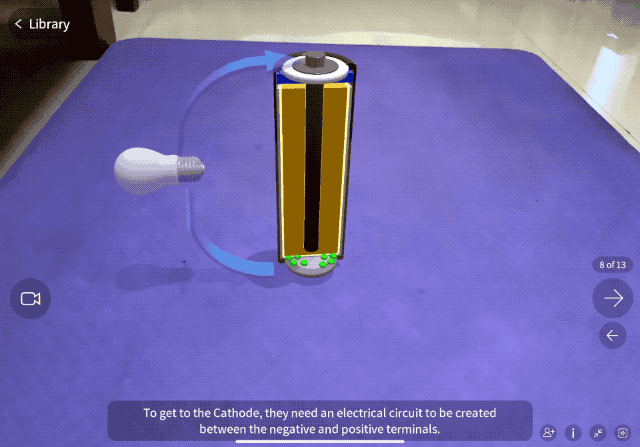 Library
8 of 13
To get to the Cathode, they need an electrical circuit to be created
between the negative and positive terminals.